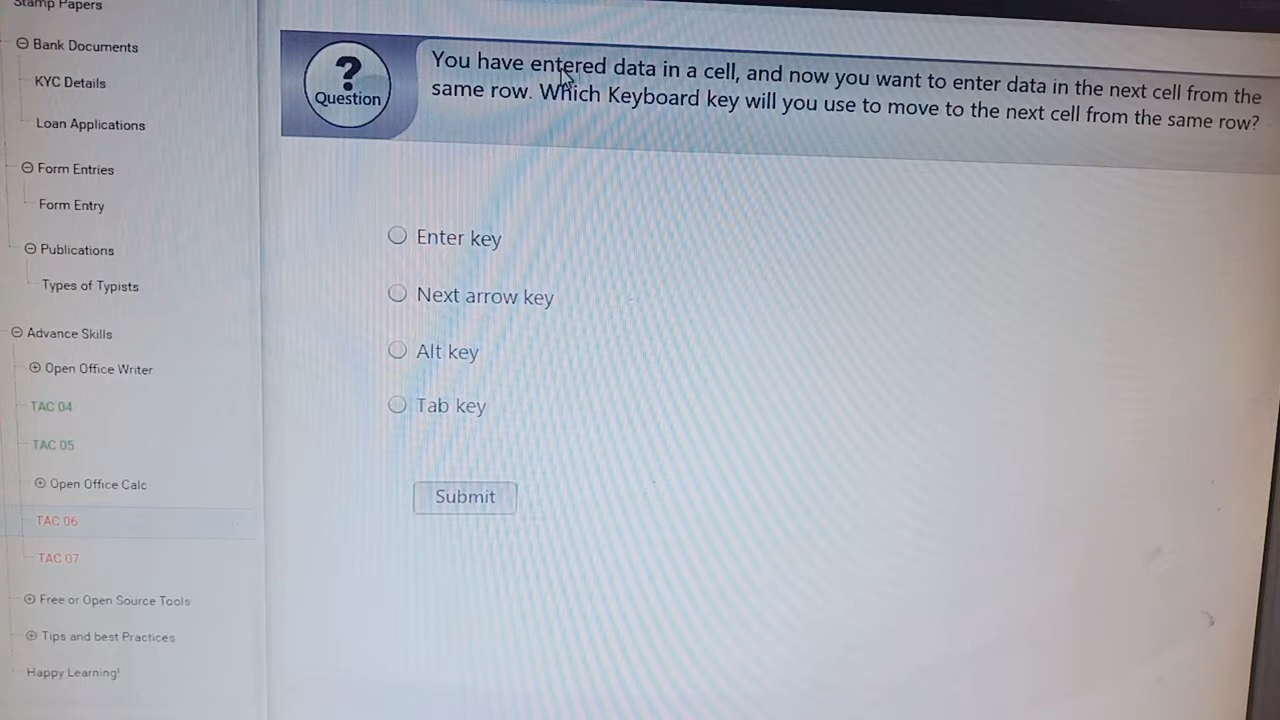 Stamp Papers
Bank Documents
KYC Details
Loan Applications
Form Entries
Form Entry
Publications
Types of Typists
Advance Skills
Open Office Writer
TAC 04
TAC 05
Open Office Calc
TAC 06
TAC 07
Free or Open Source Tools
Tips and best Practices
Happy Learning!
?
Question
You have entered data in a cell, and now you want to enter data in the next cell from the
same row. Which Keyboard key will you use to move to the next cell from the same row?
Enter key
Next arrow key
Alt key
Tab key
Submit